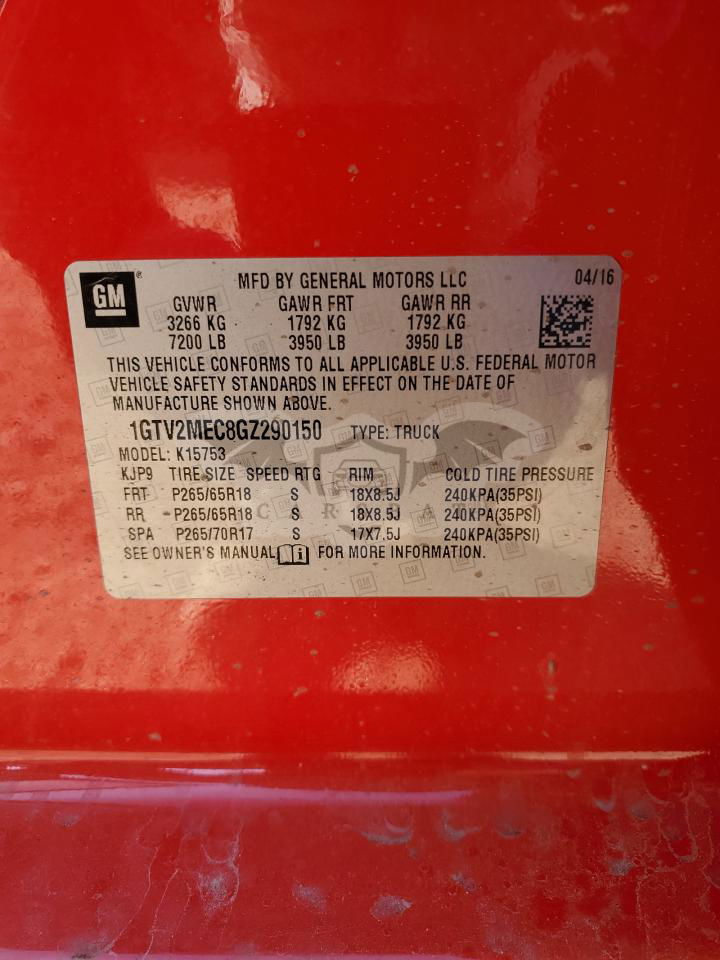 GM ® MFD BY GENERAL MOTORS LLC 04/16
GVWR GAWR FRT GAWR RR
3266 KG 1792 KG 1792 KG
7200 LB 3950 LB 3950 LB
THIS VEHICLE CONFORMS TO ALL APPLICABLE U.S. FEDERAL MOTOR
VEHICLE SAFETY STANDARDS IN EFFECT ON THE DATE OF
MANUFACTURE SHOWN ABOVE.
1GTV2MEC8GZ290150 TYPE: TRUCK
MODEL: K15753
KJP9 TIRE SIZE SPEED RTG RIM COLD TIRE PRESSURE
FRT P265/65R18 S 18X8.5J 240KPA(35PSI)
RR P265/65R18 S 18X8.5J 240KPA(35PSI)
SPA P265/70R17 S 17X7.5J 240KPA(35PSI)
SEE OWNER'S MANUAL FOR MORE INFORMATION.